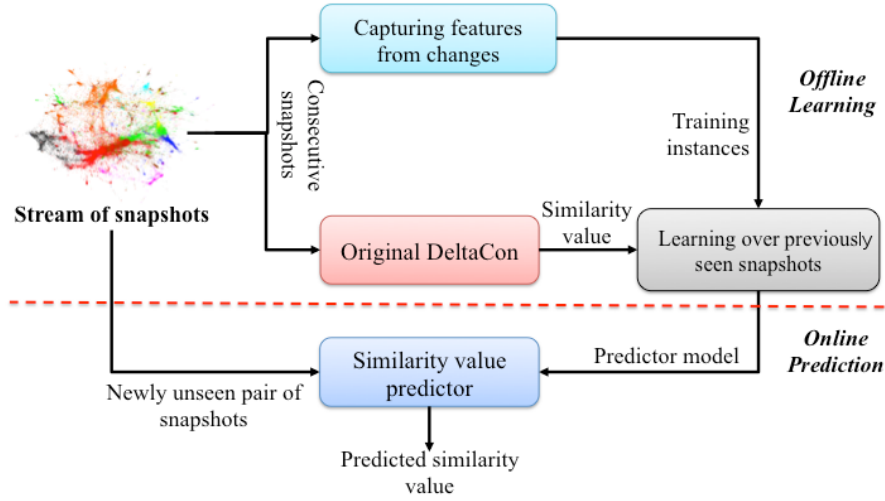 Capturing features
from changes
Offline
Learning
Consecutive
snapshots
Training
instances
Stream of snapshots
Original DeltaCon
Similarity
value
Learning over previously
seen snapshots
Online
Prediction
Similarity value
predictor
Predictor model
Newly unseen pair of
snapshots
Predicted similarity
value